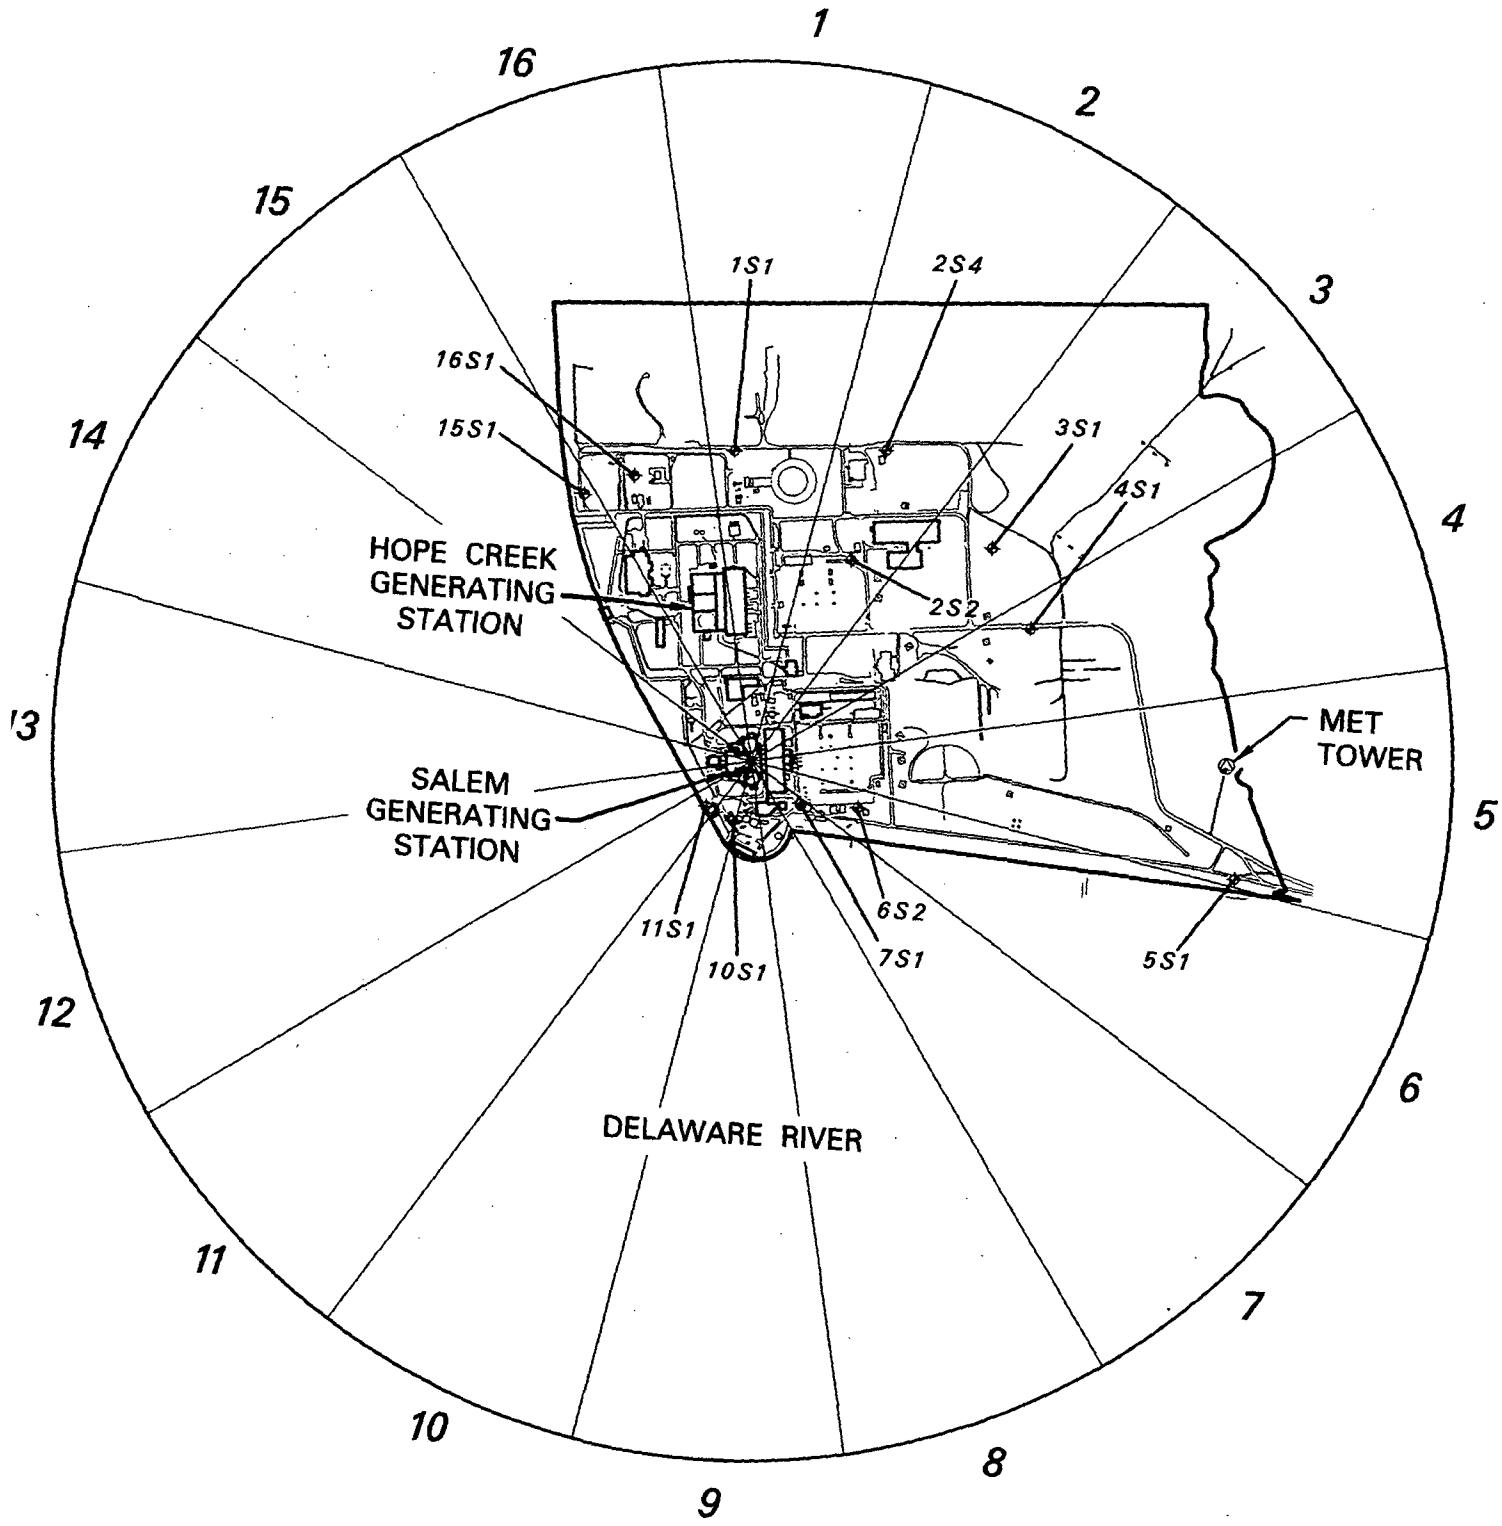 1
16
2
15
1S1
2S4
3
16S1
15S1
3S1
14
4S1
4
HOPE CREEK
GENERATING
STATION
2S2
13
MET
TOWER
SALEM
GENERATING
STATION
5
6S2
11S1
7S1
10S1
5S1
12
6
DELAWARE RIVER
11
7
10
8
9